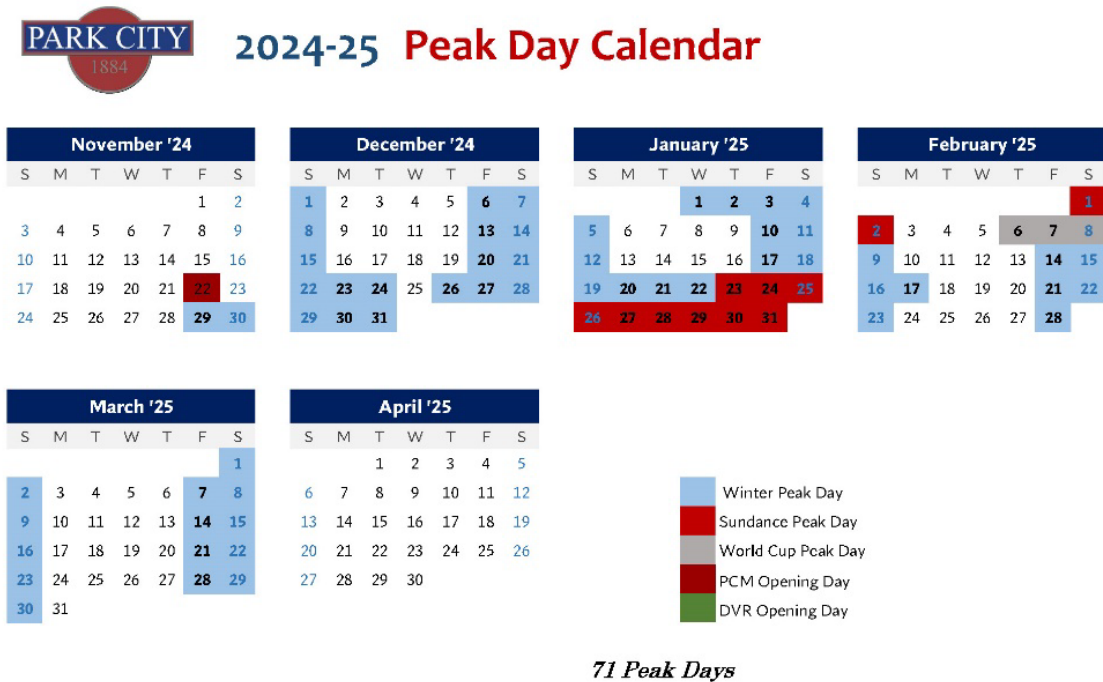 PARK CITY
1884
2024-25 Peak Day Calendar
November '24 December '24 January '25 February '25
S M T W T F S S M T W T F S S M T W T F S S M T W T F S
1 2 1 2 3 4 5 6 7 1 2 3 4 1
3 4 5 6 7 8 9 8 9 10 11 12 13 14 5 6 7 8 9 10 11 2 3 4 5 6 7 8
10 11 12 13 14 15 16 15 16 17 18 19 20 21 12 13 14 15 16 17 18 9 10 11 12 13 14 15
17 18 19 20 21 22 23 22 23 24 25 26 27 28 19 20 21 22 23 24 25 16 17 18 19 20 21 22
24 25 26 27 28 29 30 29 30 31 26 27 28 29 30 31 23 24 25 26 27 28
March '25 April '25
S M T W T F S S M T W T F S
1 1 2 3 4 5
2 3 4 5 6 7 8 6 7 8 9 10 11 12
9 10 11 12 13 14 15 13 14 15 16 17 18 19
16 17 18 19 20 21 22 20 21 22 23 24 25 26
23 24 25 26 27 28 29 27 28 29 30
30 31
Winter Peak Day
Sundance Peak Day
World Cup Peak Day
PCM Opening Day
DVR Opening Day
71 Peak Days